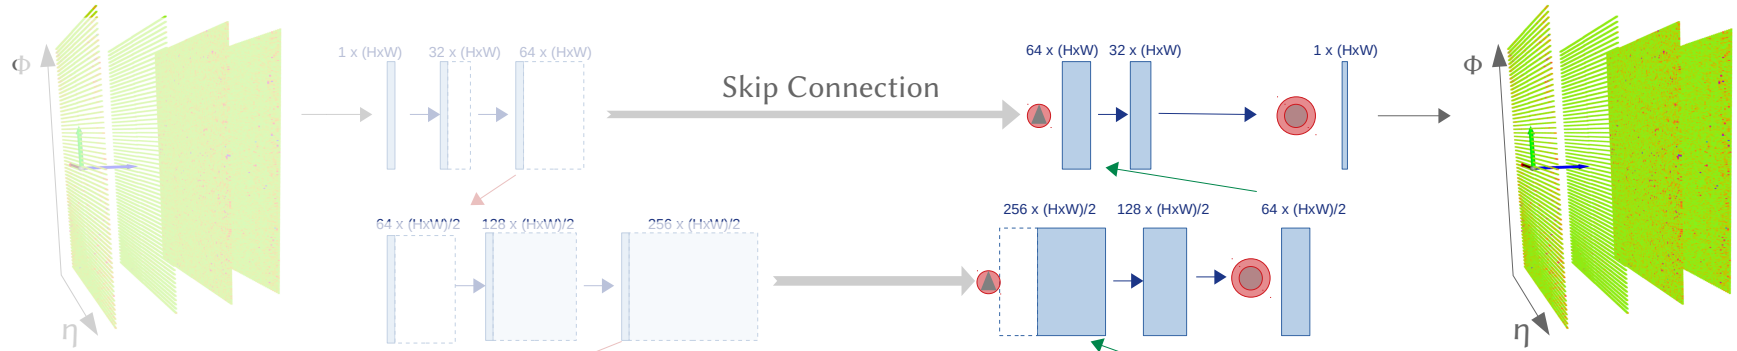 Φ
1 x (HxW)
32 x (HxW)
64 x (HxW)
Skip Connection
64 x (HxW)
32 x (HxW)
1 x (HxW)
Φ
64 x (HxW)/2
128 x (HxW)/2
256 x (HxW)/2
256 x (HxW)/2
128 x (HxW)/2
64 x (HxW)/2
η
η